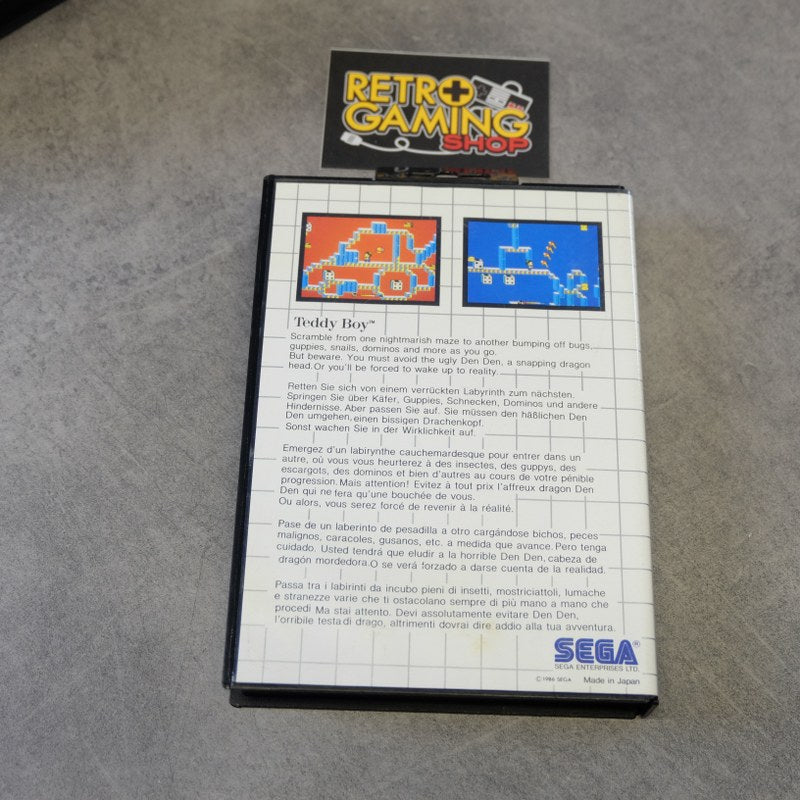 RETRO
GAMING
SHOP
Teddy Boy™
Scramble from one nightmarish maze to another bumping off bugs,
guppies, snails, dominos and more as you go.
But beware. You must avoid the ugly Den Den, a snapping dragon
head. Or you'll be forced to wake up to reality.
Retten Sie sich von einem verrückten Labyrinth zum nächsten.
Springen Sie über Käfer, Guppies, Schnecken, Dominos und andere
Hindernisse. Aber passen Sie auf. Sie müssen den häßlichen Den
Den umgehen, einen bissigen Drachenkopf.
Sonst wachen Sie in der Wirklichkeit auf.
Emergez d'un labirynthe cauchemardesque pour entrer dans un
autre, où vous vous heurterez à des insectes, des guppys, des
escargots, des dominos et bien d'autres au cours de votre pénible
progression. Mais attention! Evitez à tout prix l'affreux dragon Den
Den qui ne fera qu'une bouchée de vous.
Ou alors, vous serez forcé de revenir à la réalité.
Pase de un laberinto de pesadilla a otro cargándose bichos, peces
malignos, caracoles, gusanos, etc. a medida que avance. Pero tenga
cuidado. Usted tendrá que eludir a la horrible Den Den, cabeza de
dragón mordedora. O se verá forzado a darse cuenta de la realidad.
Passa tra i labirinti da incubo pieni di insetti, mostriciattoli, lumache
e stranezze varie che ti ostacolano sempre di più mano a mano che
procedi Ma stai attento. Devi assolutamente evitare Den Den,
l'orribile testa di drago, altrimenti dovrai dire addio alla tua avventura.
SEGA®
SEGA ENTERPRISES LTD.
©1986 SEGA Made in Japan